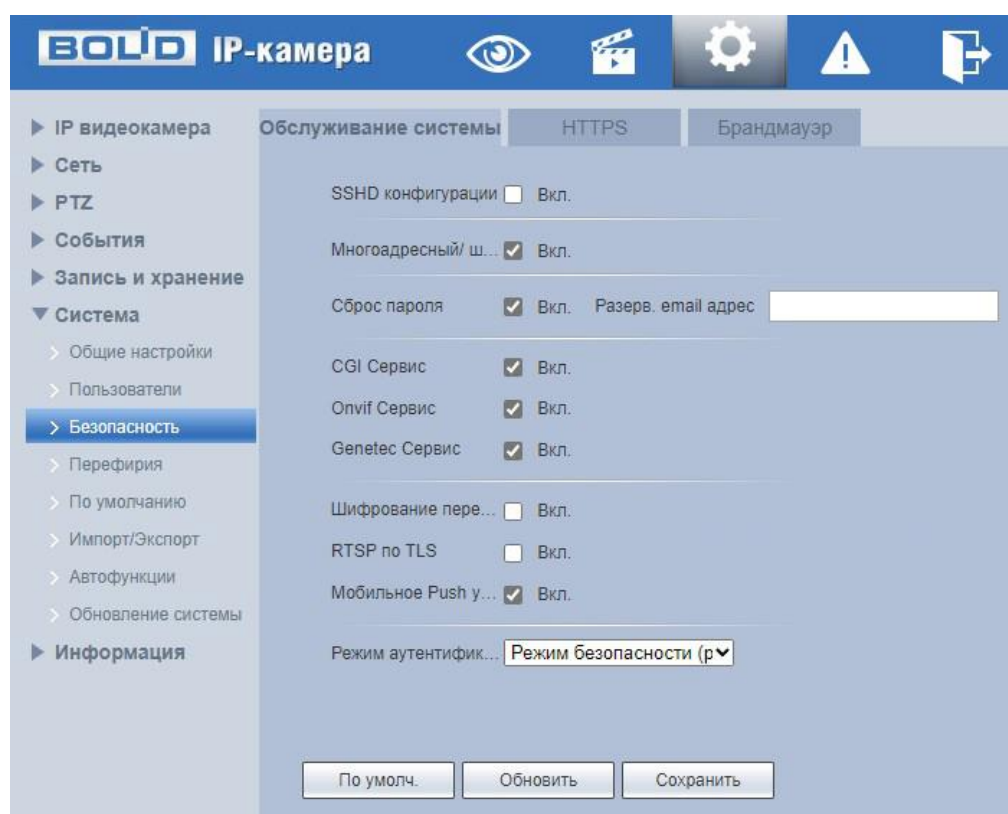 BOLID IP-камера
IP видеокамера
Сеть
PTZ
События
Запись и хранение
Система
Общие настройки
Пользователи
Безопасность
Перефирия
По умолчанию
Импорт/Экспорт
Автофункции
Обновление системы
Информация
Обслуживание системы HTTPS Брандмауэр
SSHD конфигурации Вкл.
Многоадресный/ ш... Вкл.
Сброс пароля Вкл. Разерв. email адрес
CGI Сервис Вкл.
Onvif Сервис Вкл.
Genetec Сервис Вкл.
Шифрование пере... Вкл.
RTSP по TLS Вкл.
Мобильное Push у... Вкл.
Режим аутентифик... Режим безопасности (р
По умолч. Обновить Сохранить